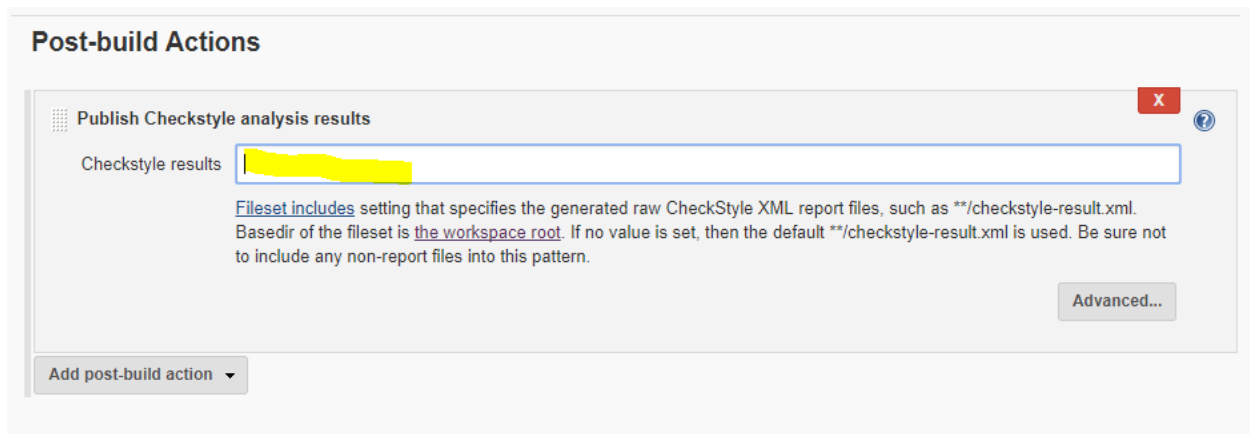 Post-build Actions
X
Publish Checkstyle analysis results
?
Checkstyle results
Fileset includes setting that specifies the generated raw CheckStyle XML report files, such as **/checkstyle-result.xml.
Basedir of the fileset is the workspace root. If no value is set, then the default **/checkstyle-result.xml is used. Be sure not
to include any non-report files into this pattern.
Advanced...
Add post-build action